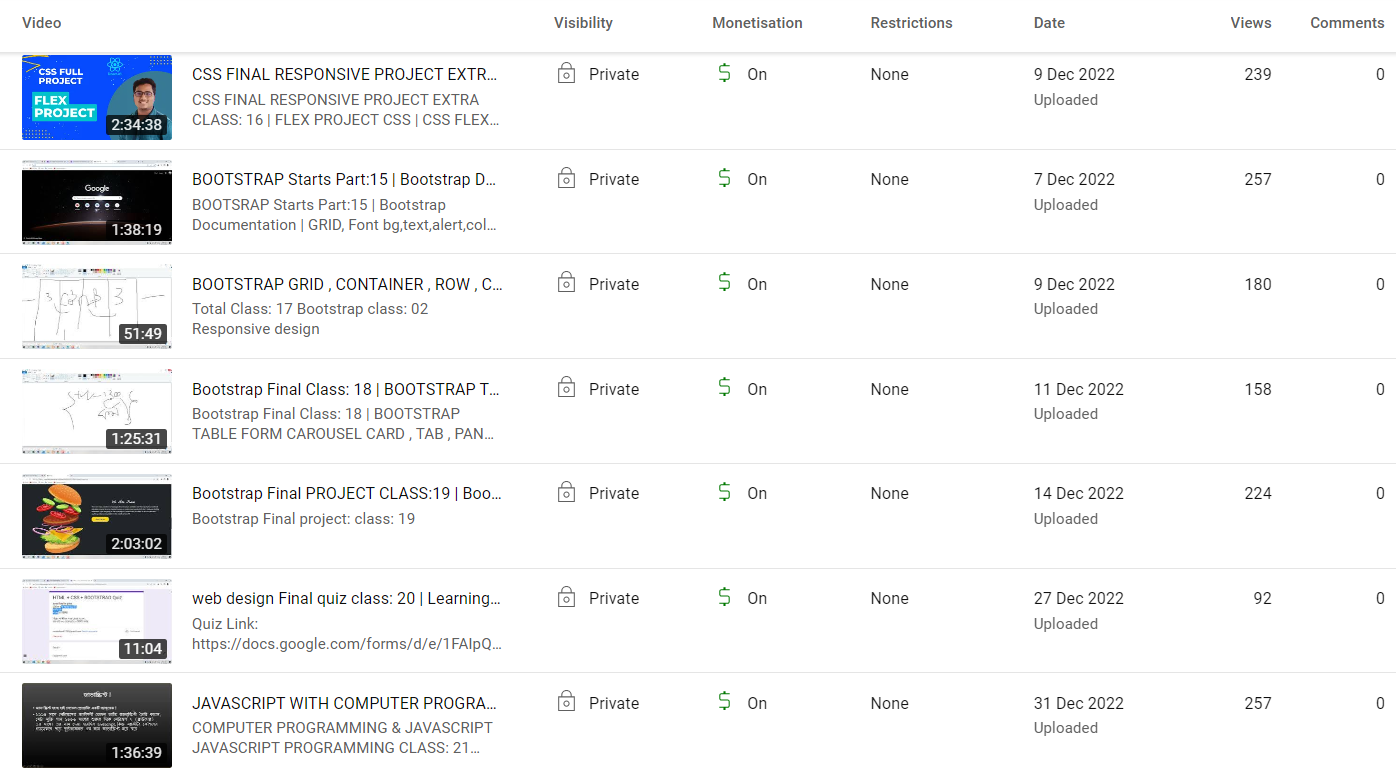 Video Visibility Monetisation Restrictions Date Views Comments
CSS FULL
PROJECT
FLEX
PROJECT
2:34:38
CSS FINAL RESPONSIVE PROJECT EXTR... Private On None 9 Dec 2022 239 0
CSS FINAL RESPONSIVE PROJECT EXTRA Uploaded
CLASS: 16 | FLEX PROJECT CSS | CSS FLEX...
Google
1:38:19
BOOTSTRAP Starts Part:15 | Bootstrap D... Private On None 7 Dec 2022 257 0
BOOTSRAP Starts Part:15 | Bootstrap Uploaded
Documentation | GRID, Font bg,text,alert,col...
51:49
BOOTSTRAP GRID , CONTAINER , ROW , C... Private On None 9 Dec 2022 180 0
Total Class: 17 Bootstrap class: 02 Uploaded
Responsive design
1:25:31
Bootstrap Final Class: 18 | BOOTSTRAP T... Private On None 11 Dec 2022 158 0
Bootstrap Final Class: 18 | BOOTSTRAP Uploaded
TABLE FORM CAROUSEL CARD , TAB , PAN...
2:03:02
Bootstrap Final PROJECT CLASS:19 | Boo... Private On None 14 Dec 2022 224 0
Bootstrap Final project: class: 19 Uploaded
HTML + CSS + BOOTSTRAP Quiz
11:04
web design Final quiz class: 20 | Learning... Private On None 27 Dec 2022 92 0
Quiz Link: Uploaded
https://docs.google.com/forms/d/e/1FAIpQ...
1:36:39
JAVASCRIPT WITH COMPUTER PROGRA... Private On None 31 Dec 2022 257 0
COMPUTER PROGRAMMING & JAVASCRIPT Uploaded
JAVASCRIPT PROGRAMMING CLASS: 21...